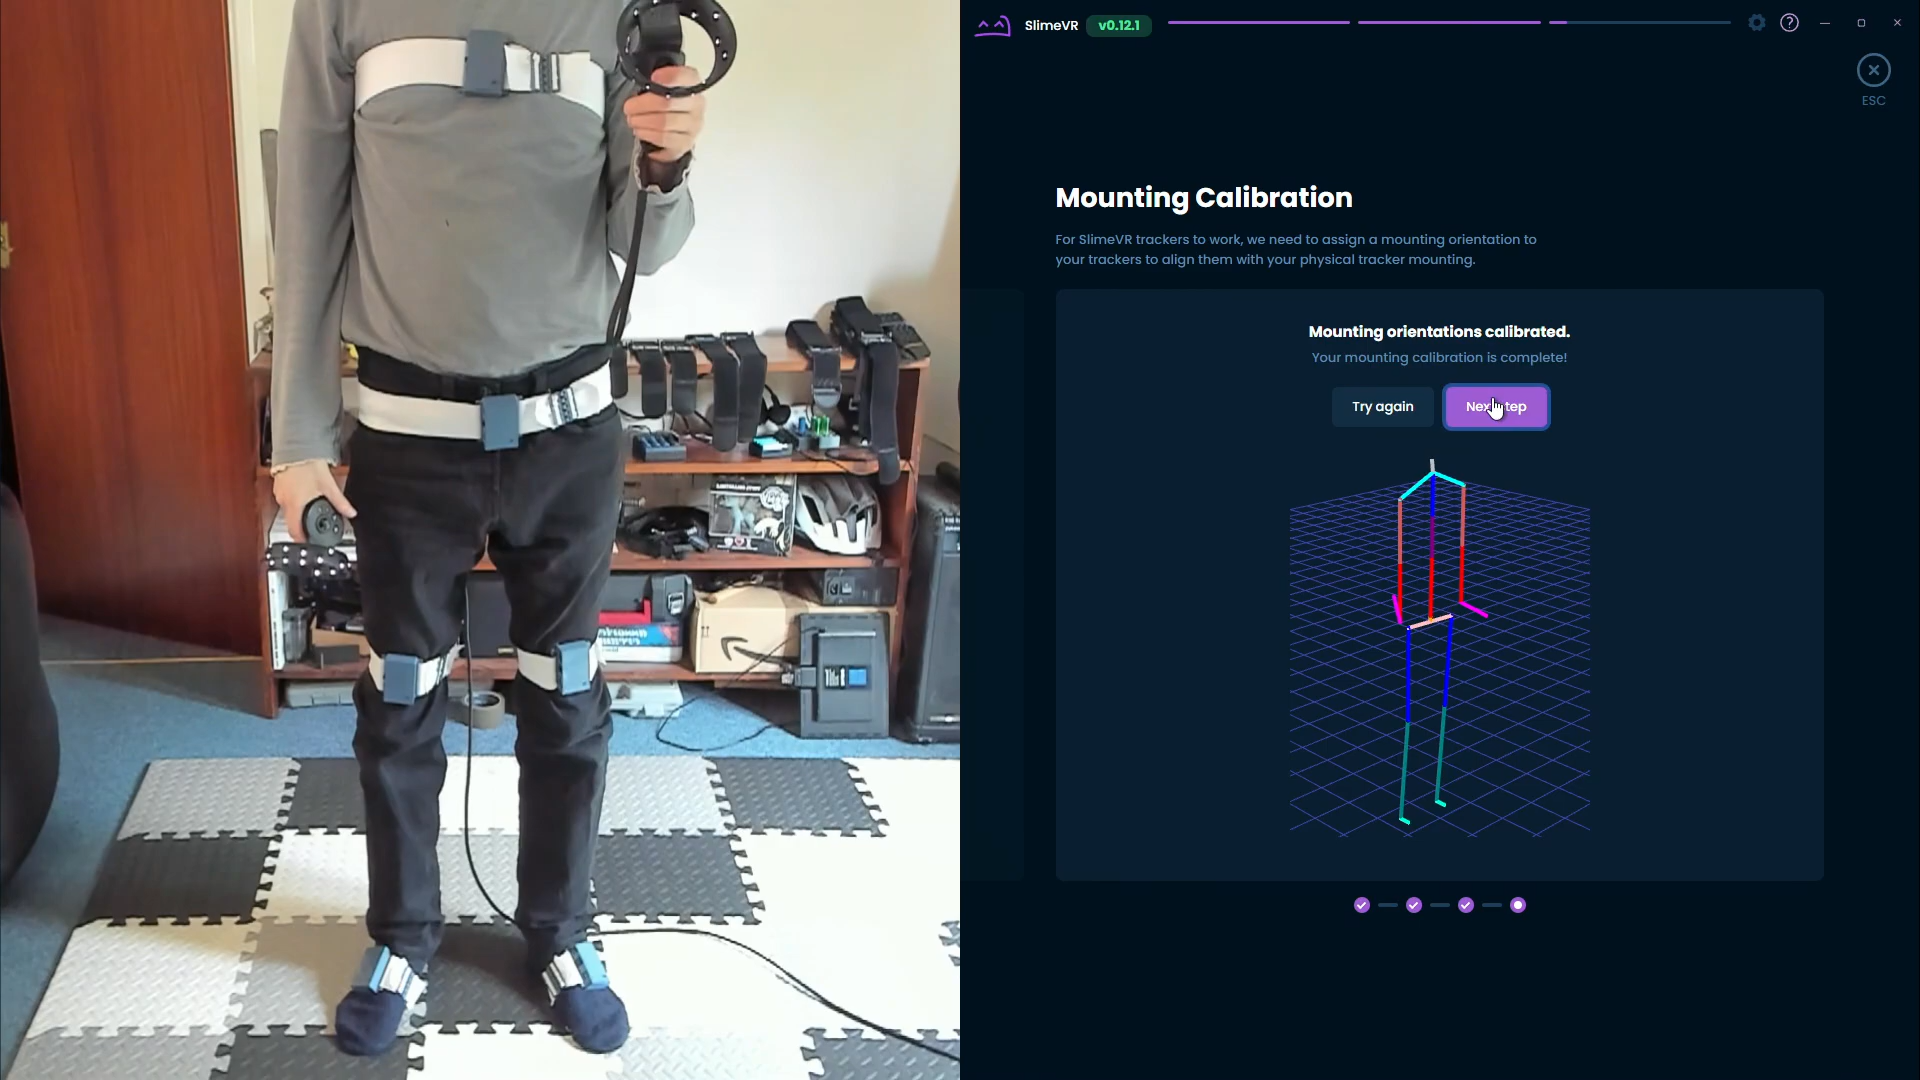 SlimeVR v0.12.1
ESC
Mounting Calibration
For SlimeVR trackers to work, we need to assign a mounting orientation to
your trackers to align them with your physical tracker mounting.
Mounting orientations calibrated.
Your mounting calibration is complete!
Try again
Next step